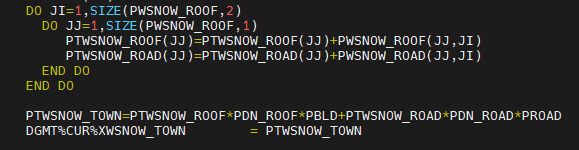 DO JI=1,SIZE(PWSNOW_ROOF,2)
  DO JJ=1,SIZE(PWSNOW_ROOF,1)
     PTWSNOW_ROOF(JJ)=PTWSNOW_ROOF(JJ)+PWSNOW_ROOF(JJ,JI)
     PTWSNOW_ROAD(JJ)=PTWSNOW_ROAD(JJ)+PWSNOW_ROAD(JJ,JI)
  END DO
END DO

PTWSNOW_TOWN=PTWSNOW_ROOF*PDN_ROOF*PBLD+PTWSNOW_ROAD*PDN_ROAD*PROAD
DGMT%CUR%XWSNOW_TOWN        = PTWSNOW_TOWN